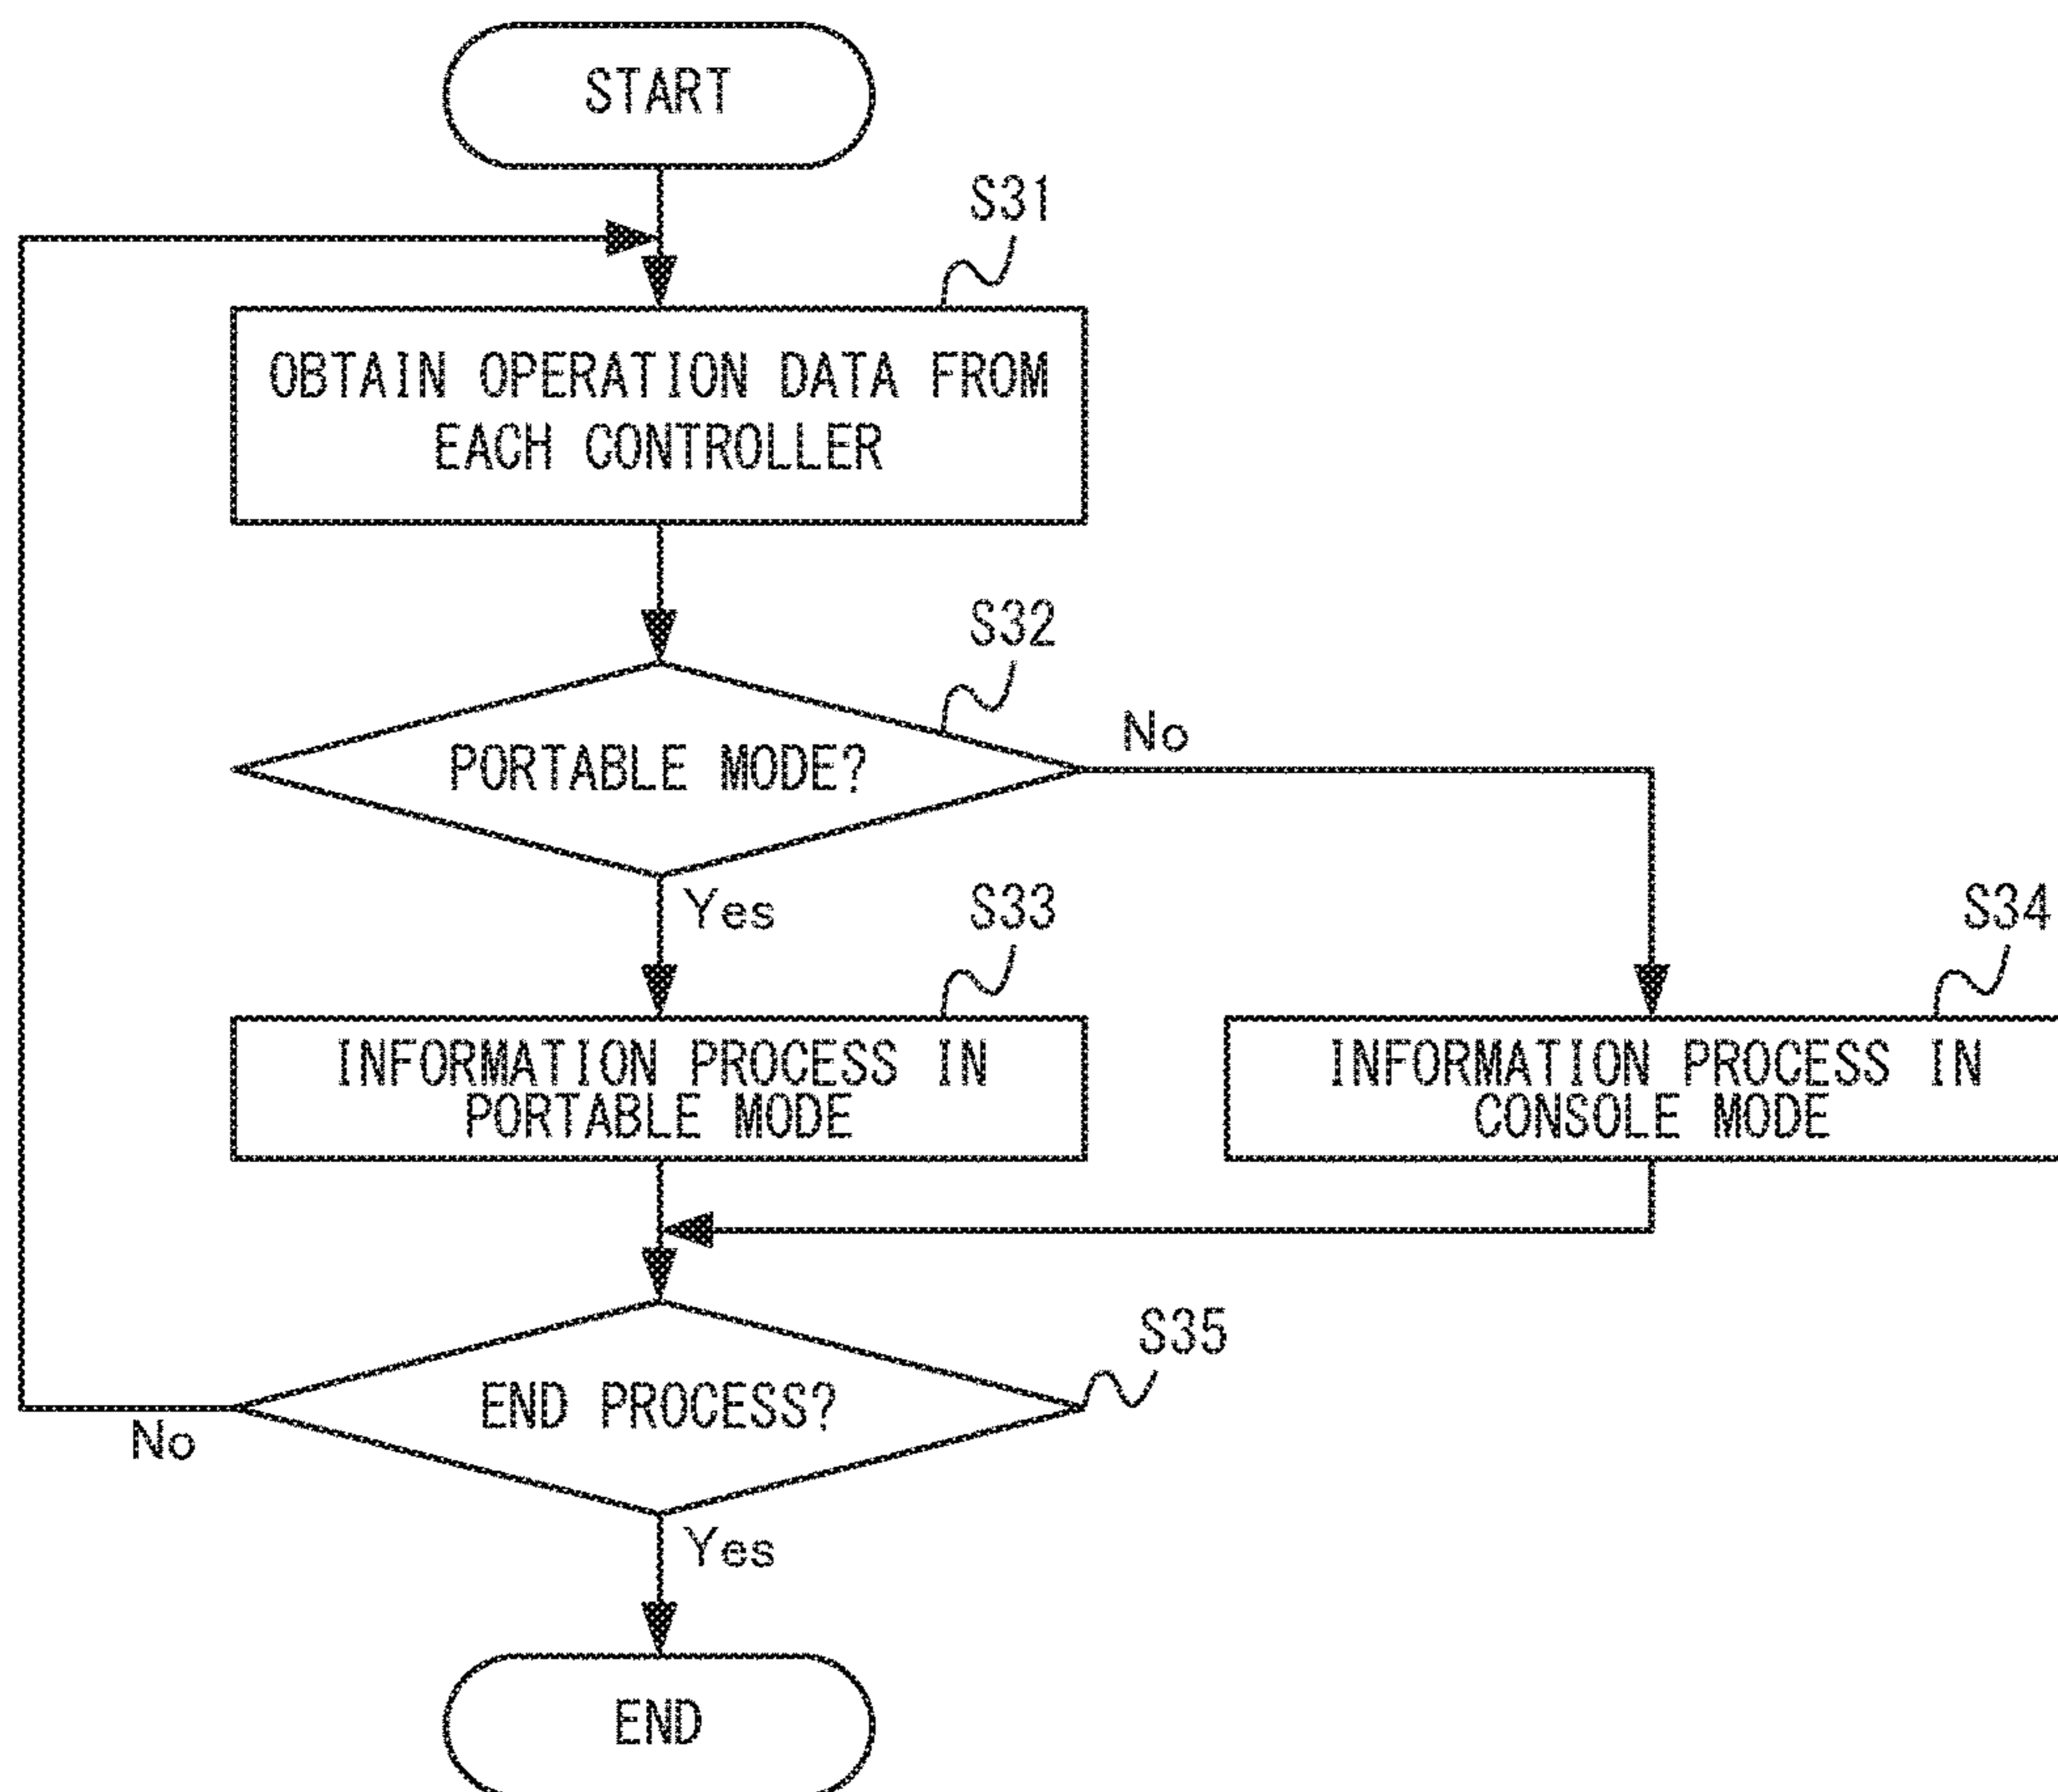 START
S31
OBTAIN OPERATION DATA FROM
EACH CONTROLLER
S32
PORTABLE MODE?
No
Yes
S33
INFORMATION PROCESS IN
PORTABLE MODE
S34
INFORMATION PROCESS IN
CONSOLE MODE
S35
END PROCESS?
No
Yes
END